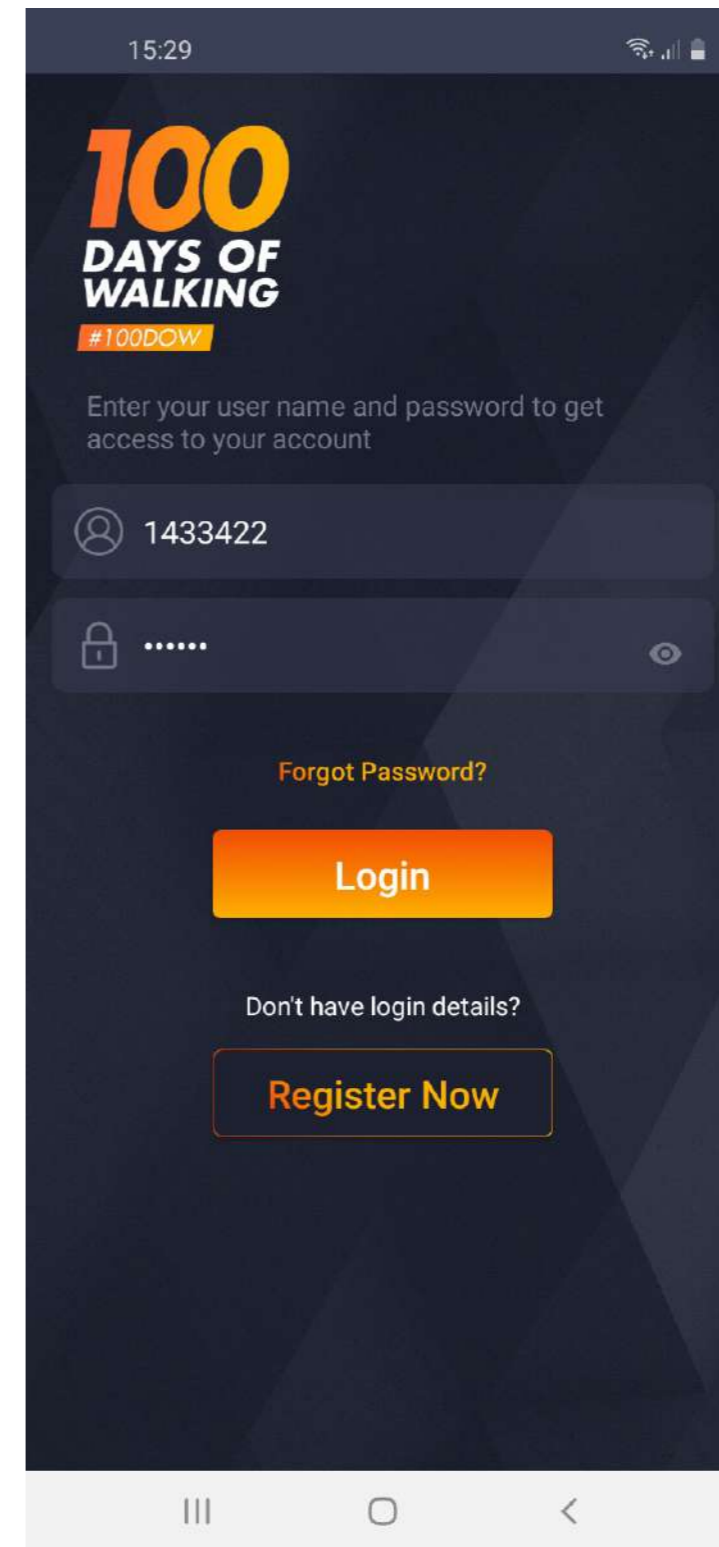 15:29
100
DAYS OF
WALKING
#100DOW
Enter your user name and password to get
access to your account
1433422
••••••
Forgot Password?
Login
Don't have login details?
Register Now